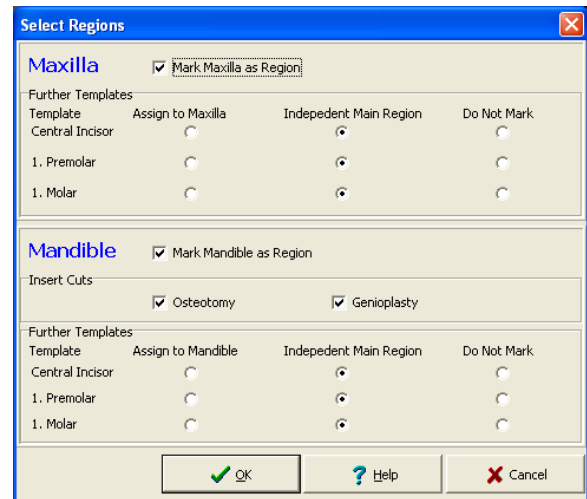 Select Regions
Maxilla Mark Maxilla as Region
Further Templates
Template Assign to Maxilla Indepedent Main Region Do Not Mark
Central Incisor
1. Premolar
1. Molar
Mandible Mark Mandible as Region
Insert Cuts
Osteotomy Genioplasty
Further Templates
Template Assign to Mandible Indepedent Main Region Do Not Mark
Central Incisor
1. Premolar
1. Molar
OK Help Cancel